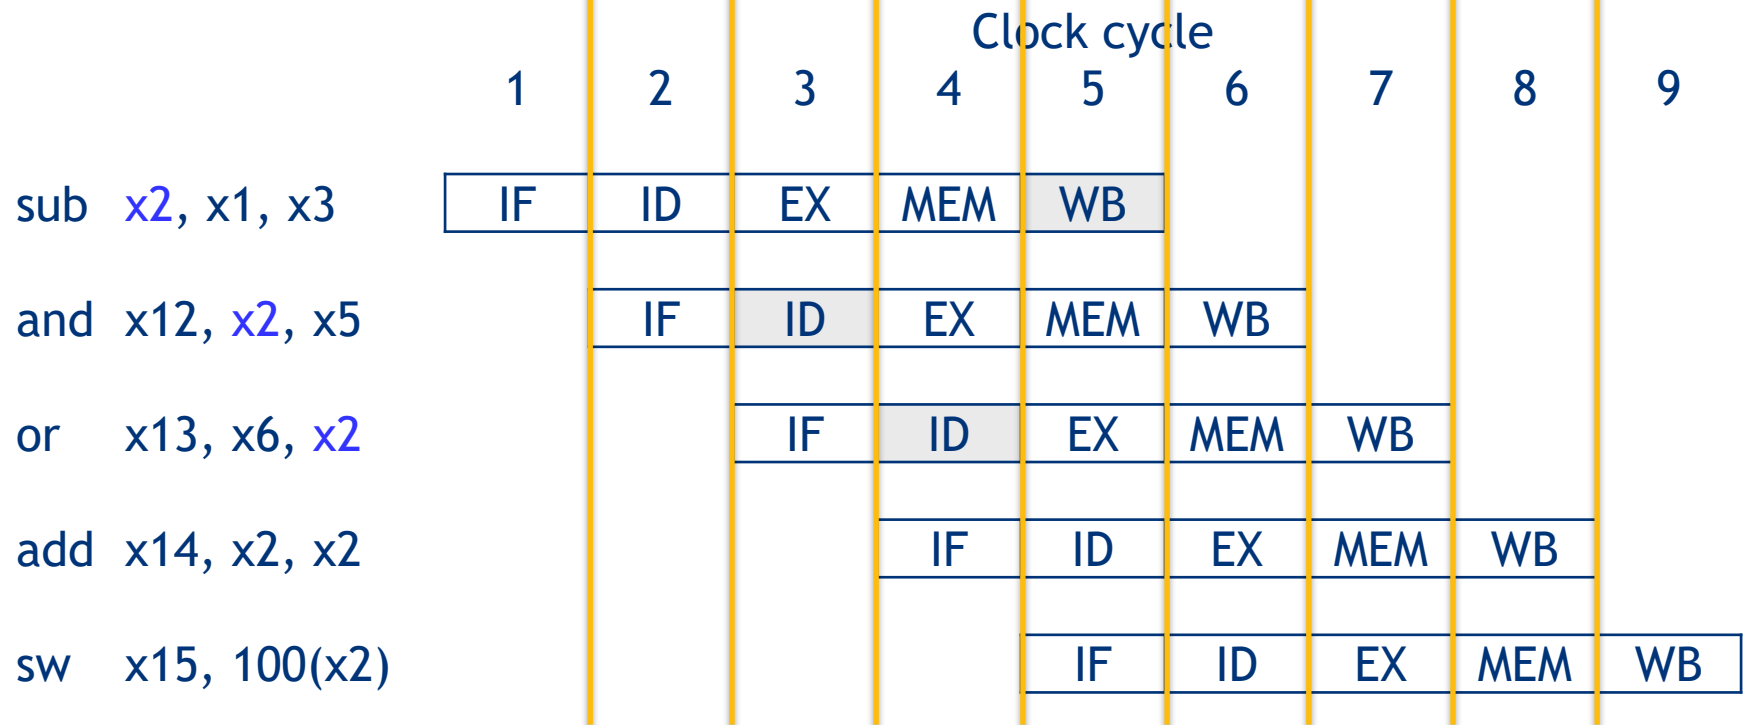 Clock cycle
1 2 3 4 5 6 7 8 9
sub x2, x1, x3 IF ID EX MEM WB
and x12, x2, x5 IF ID EX MEM WB
or x13, x6, x2 IF ID EX MEM WB
add x14, x2, x2 IF ID EX MEM WB
sw x15, 100(x2) IF ID EX MEM WB